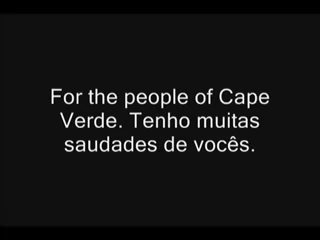 For the people of Cape
Verde. Tenho muitas
saudades de vocês.